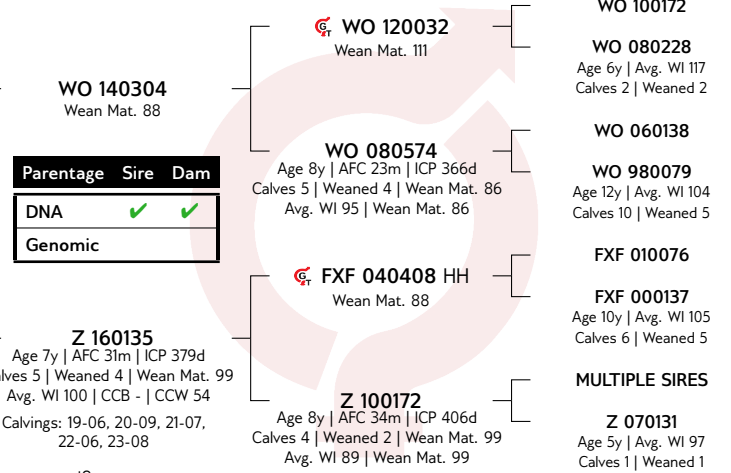 WO 140304
Wean Mat. 88
Parentage Sire Dam
DNA ✔ ✔
Genomic
Z 160135
Age 7y | AFC 31m | ICP 379d
lves 5 | Weaned 4 | Wean Mat. 99
Avg. WI 100 | CCB - | CCW 54
Calvings: 19-06, 20-09, 21-07,
22-06, 23-08
GT WO 120032
Wean Mat. 111
WO 080574
Age 8y | AFC 23m | ICP 366d
Calves 5 | Weaned 4 | Wean Mat. 86
Avg. WI 95 | Wean Mat. 86
GT FXF 040408 HH
Wean Mat. 88
Z 100172
Age 8y | AFC 34m | ICP 406d
Calves 4 | Weaned 2 | Wean Mat. 99
Avg. WI 89 | Wean Mat. 99
WO 100172
WO 080228
Age 6y | Avg. WI 117
Calves 2 | Weaned 2
WO 060138
WO 980079
Age 12y | Avg. WI 104
Calves 10 | Weaned 5
FXF 010076
FXF 000137
Age 10y | Avg. WI 105
Calves 6 | Weaned 5
MULTIPLE SIRES
Z 070131
Age 5y | Avg. WI 97
Calves 1 | Weaned 1